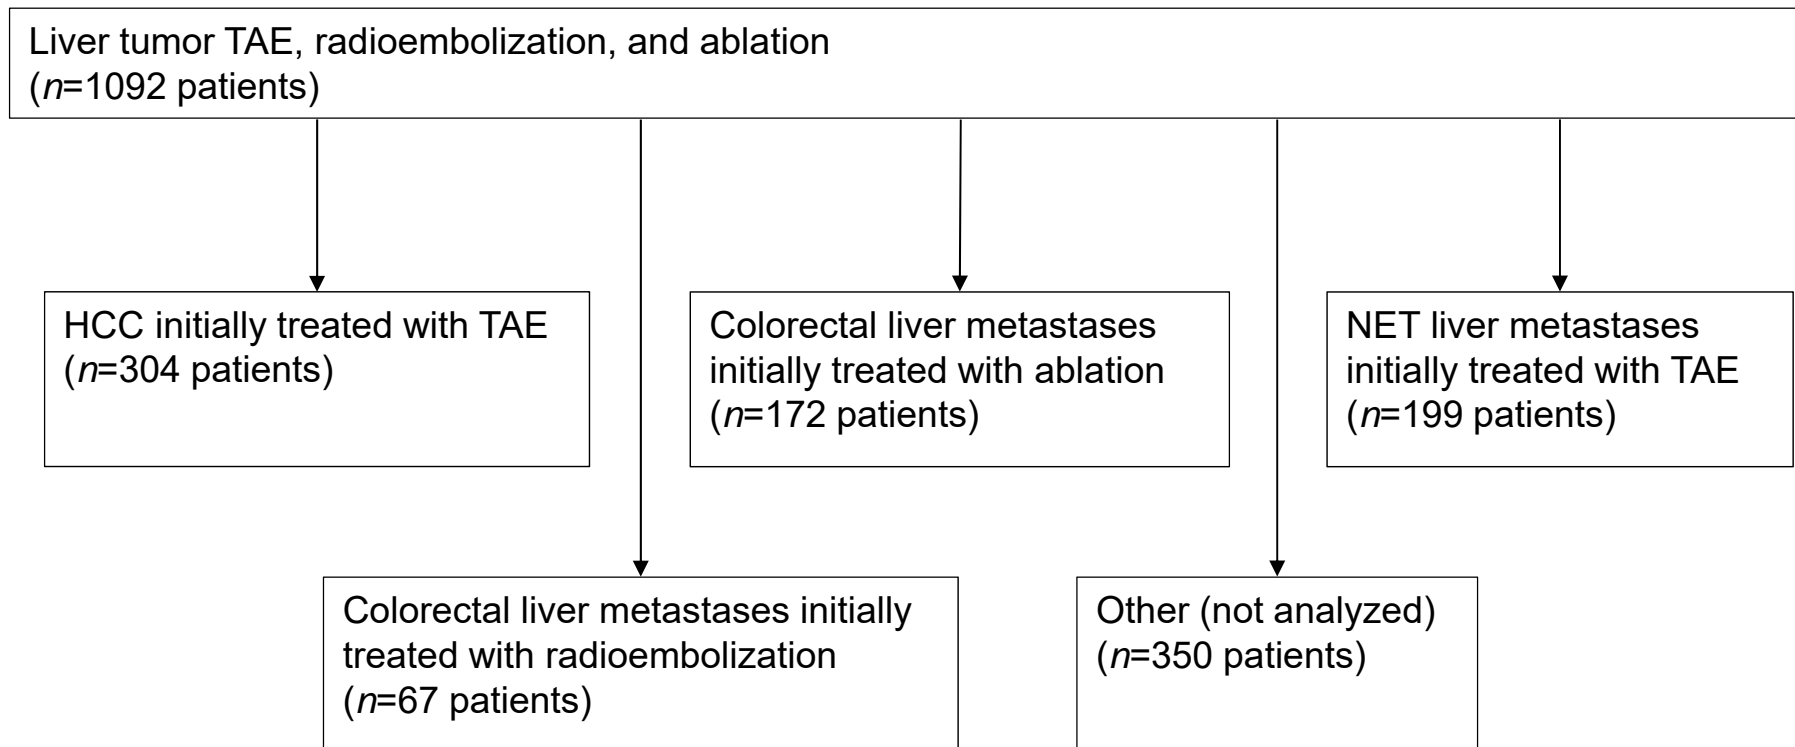 Liver tumor TAE, radioembolization, and ablation
(n=1092 patients)
HCC initially treated with TAE
(n=304 patients)
Colorectal liver metastases
initially treated with ablation
(n=172 patients)
NET liver metastases
initially treated with TAE
(n=199 patients)
Colorectal liver metastases initially
treated with radioembolization
(n=67 patients)
Other (not analyzed)
(n=350 patients)